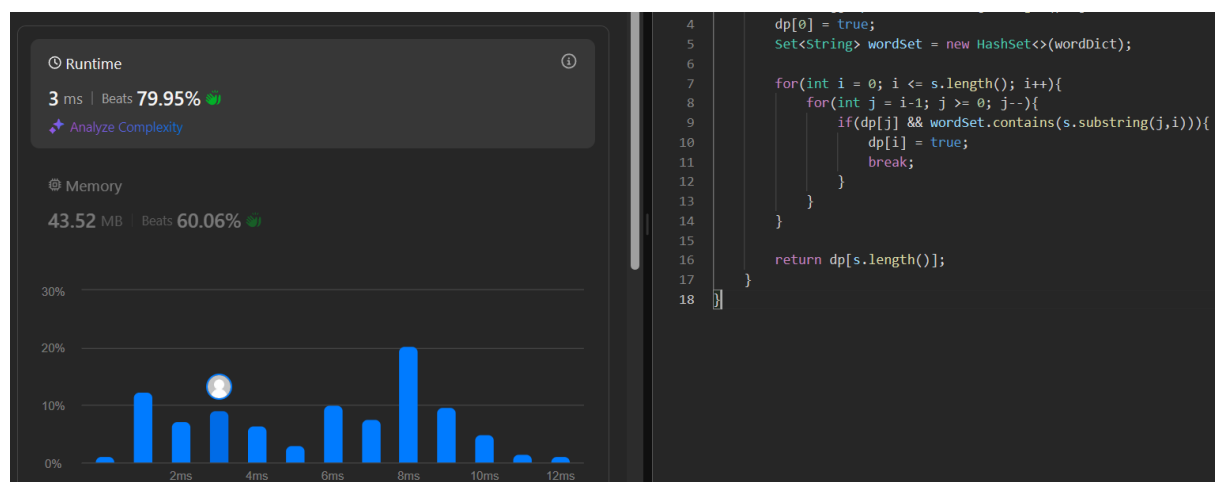 Runtime
3 ms | Beats 79.95%
Analyze Complexity
Memory
43.52 MB | Beats 60.06%
30%
20%
10%
0%
2ms 4ms 6ms 8ms 10ms 12ms
4 dp[0] = true;
5 Set<String> wordSet = new HashSet<>(wordDict);
6
7 for(int i = 0; i <= s.length(); i++){
8 for(int j = i-1; j >= 0; j--){
9 if(dp[j] && wordSet.contains(s.substring(j,i))){
10 dp[i] = true;
11 break;
12 }
13 }
14 }
15
16 return dp[s.length()];
17 }
18 }